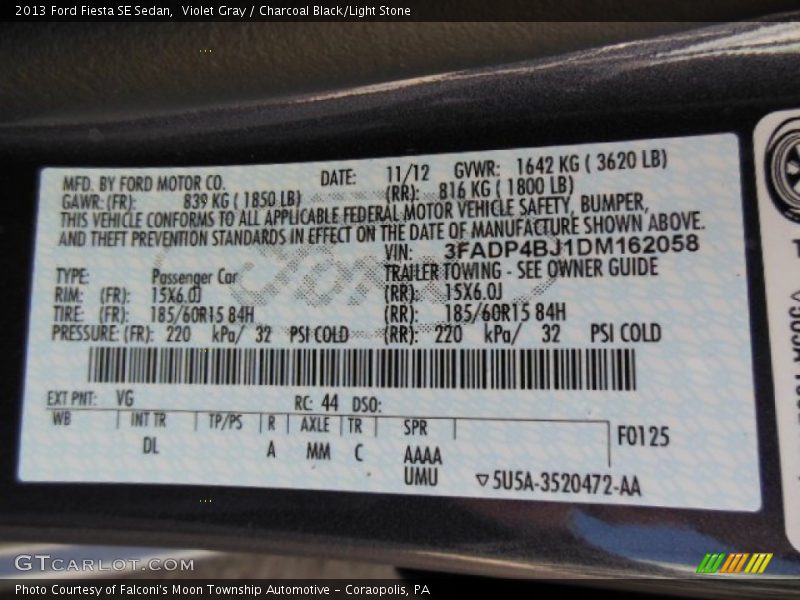 2013 Ford Fiesta SE Sedan, Violet Gray / Charcoal Black/Light Stone
MFD. BY FORD MOTOR CO. DATE: 11/12 GVWR: 1642 KG ( 3620 LB)
GAWR: (FR): 839 KG ( 1850 LB) (RR): 816 KG ( 1800 LB)
THIS VEHICLE CONFORMS TO ALL APPLICABLE FEDERAL MOTOR VEHICLE SAFETY, BUMPER,
AND THEFT PREVENTION STANDARDS IN EFFECT ON THE DATE OF MANUFACTURE SHOWN ABOVE.
VIN: 3FADP4BJ1DM162058
TYPE: Passenger Car TRAILER TOWING - SEE OWNER GUIDE
RIM: (FR): 15X6.0J (RR): 15X6.0J
TIRE: (FR): 185/60R15 84H (RR): 185/60R15 84H
PRESSURE: (FR): 220 kPa/ 32 PSI COLD (RR): 220 kPa/ 32 PSI COLD
EXT PNT: VG RC: 44 DSO:
WB INT TR TP/PS R AXLE TR SPR F0125
DL A MM C AAAA
UMU ▽5U5A-3520472-AA
GTCARLOT.COM
Photo Courtesy of Falconi's Moon Township Automotive - Coraopolis, PA